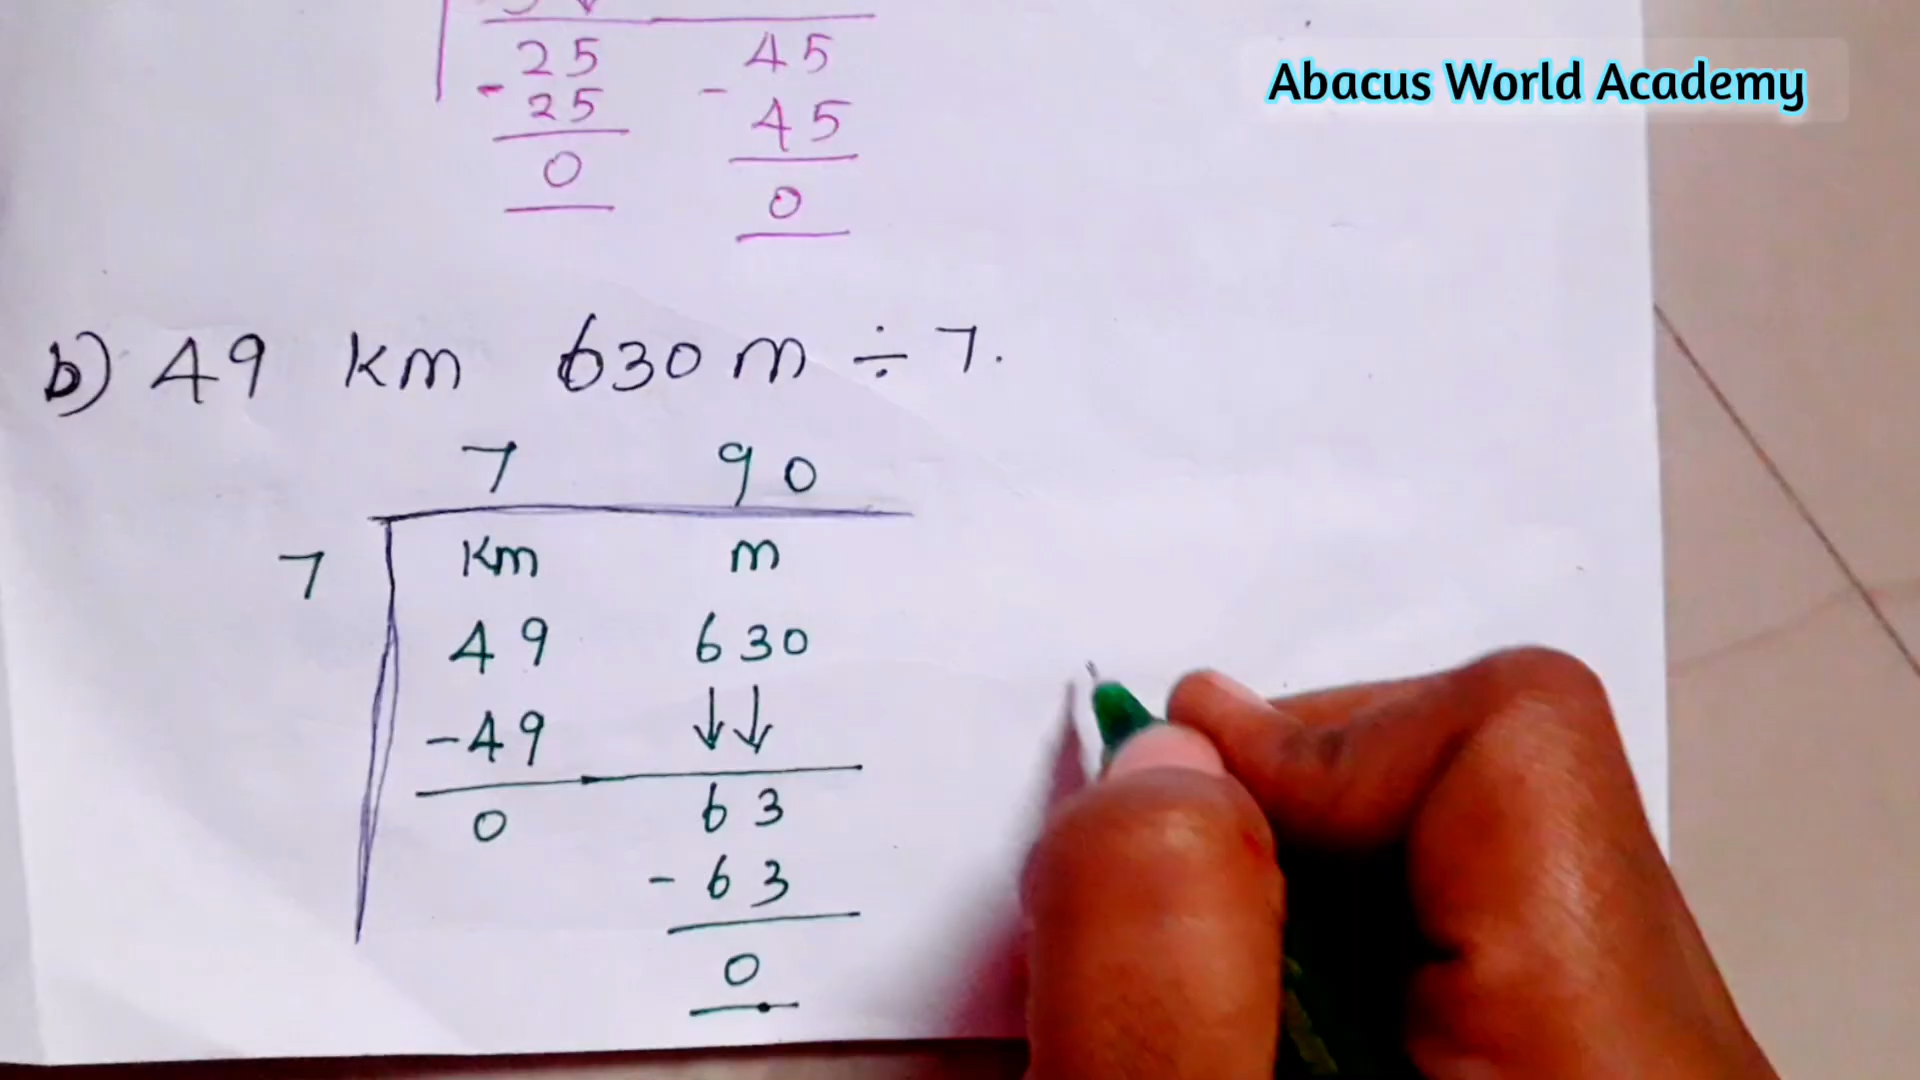 Abacus World Academy
25 45
- 25 - 45
0 0
b) 49 km 630 m ÷ 7.
7 90
7 Km m
49 630
-49 ↓↓
0 63
- 63
0